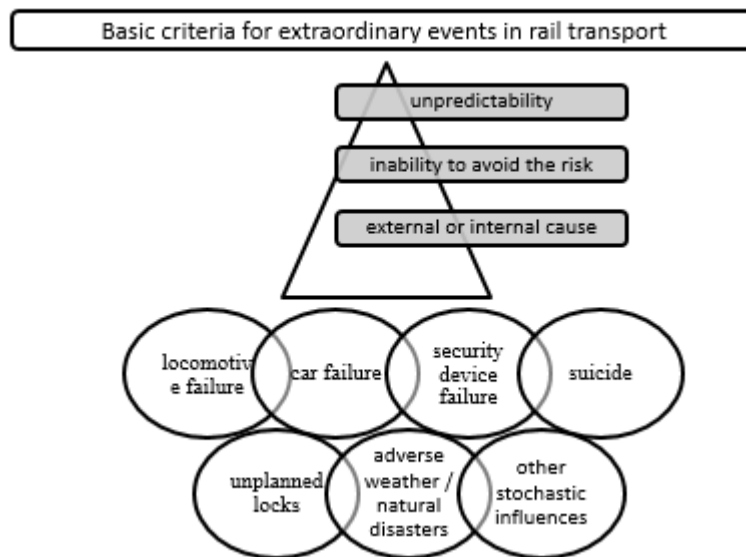 Basic criteria for extraordinary events in rail transport
unpredictability
inability to avoid the risk
external or internal cause
locomotiv
e failure
car failure
security
device
failure
suicide
unplanned
locks
adverse
weather /
natural
disasters
other
stochastic
influences